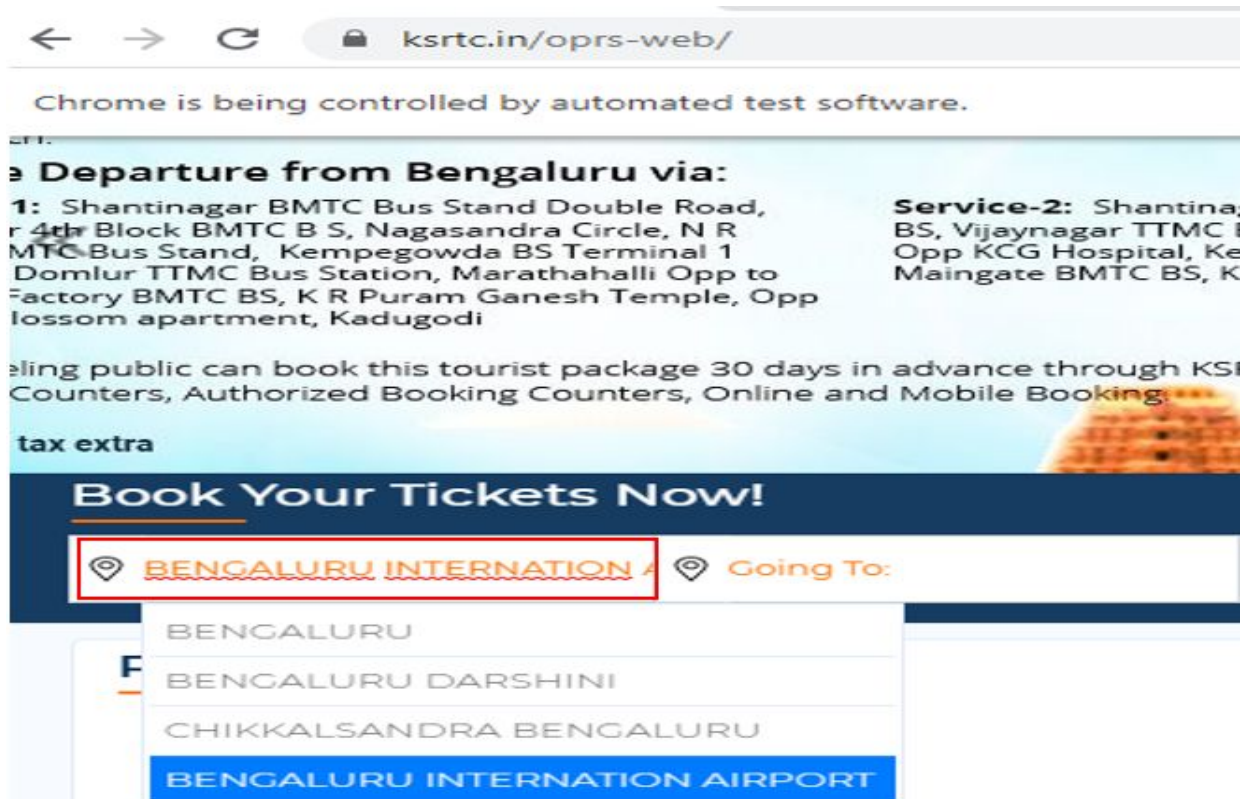 ksrtc.in/oprs-web/
Chrome is being controlled by automated test software.
e Departure from Bengaluru via:
1: Shantinagar BMTC Bus Stand Double Road,
r 4th Block BMTC B S, Nagasandra Circle, N R
MTC Bus Stand, Kempegowda BS Terminal 1
Domlur TTMC Bus Station, Marathahalli Opp to
Factory BMTC BS, K R Puram Ganesh Temple, Opp
lossom apartment, Kadugodi
Service-2: Shantinag
BS, Vijaynagar TTMC B
Opp KCG Hospital, Ke
Maingate BMTC BS, K
eling public can book this tourist package 30 days in advance through KSR
Counters, Authorized Booking Counters, Online and Mobile Booking.
tax extra
Book Your Tickets Now!
BENGALURU INTERNATION A
Going To:
BENGALURU
P
BENGALURU DARSHINI
CHIKKALSANDRA BENGALURU
BENGALURU INTERNATION AIRPORT